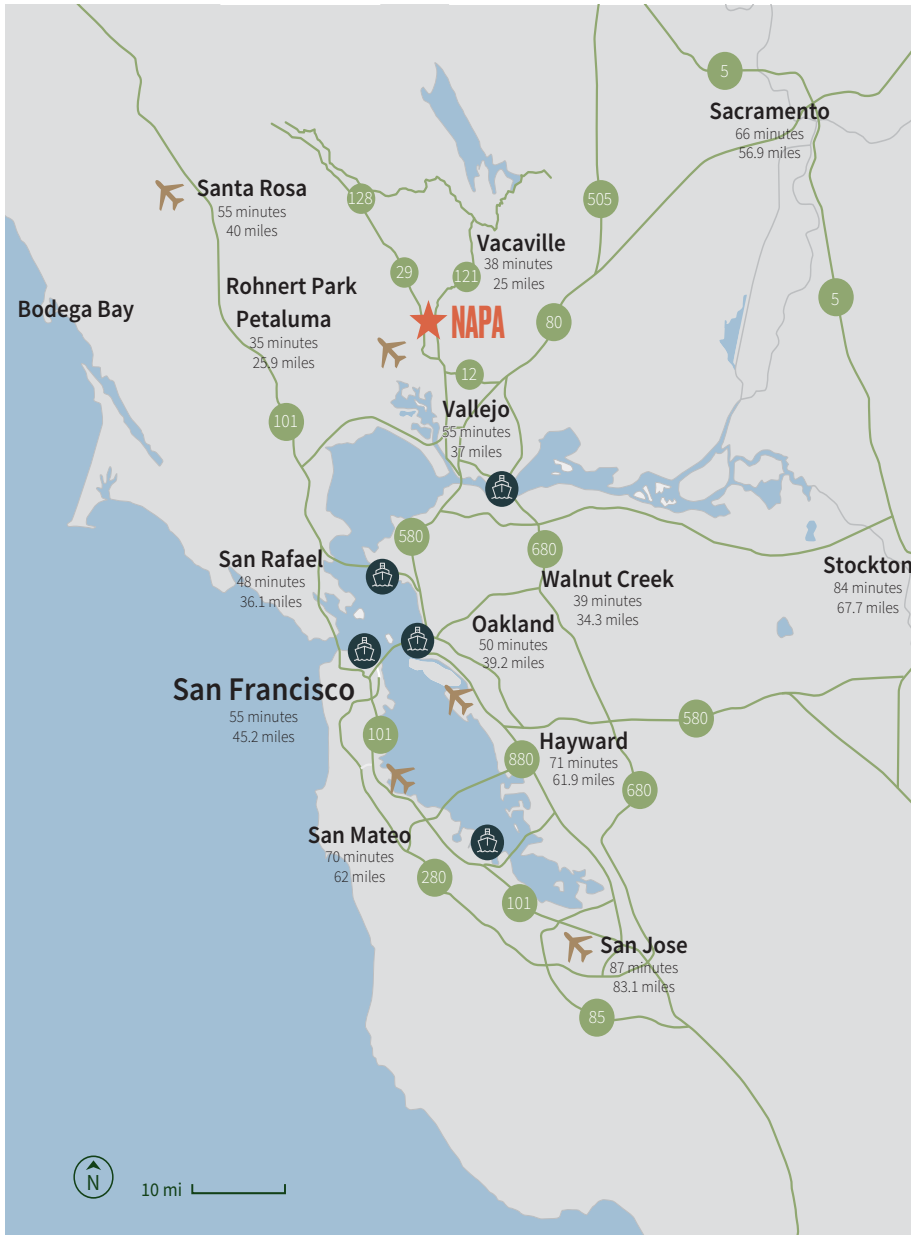 5
Sacramento
66 minutes
56.9 miles
Santa Rosa
55 minutes
40 miles
128
505
Vacaville
38 minutes
25 miles
29
121
Rohnert Park
Bodega Bay
Petaluma
35 minutes
25.9 miles
NAPA
80
5
12
101
Vallejo
55 minutes
37 miles
580
680
San Rafael
48 minutes
36.1 miles
Walnut Creek
39 minutes
34.3 miles
Stockton
84 minutes
67.7 miles
Oakland
50 minutes
39.2 miles
San Francisco
55 minutes
45.2 miles
101
580
Hayward
71 minutes
61.9 miles
880
680
San Mateo
70 minutes
62 miles
280
101
San Jose
87 minutes
83.1 miles
85
N
10 mi